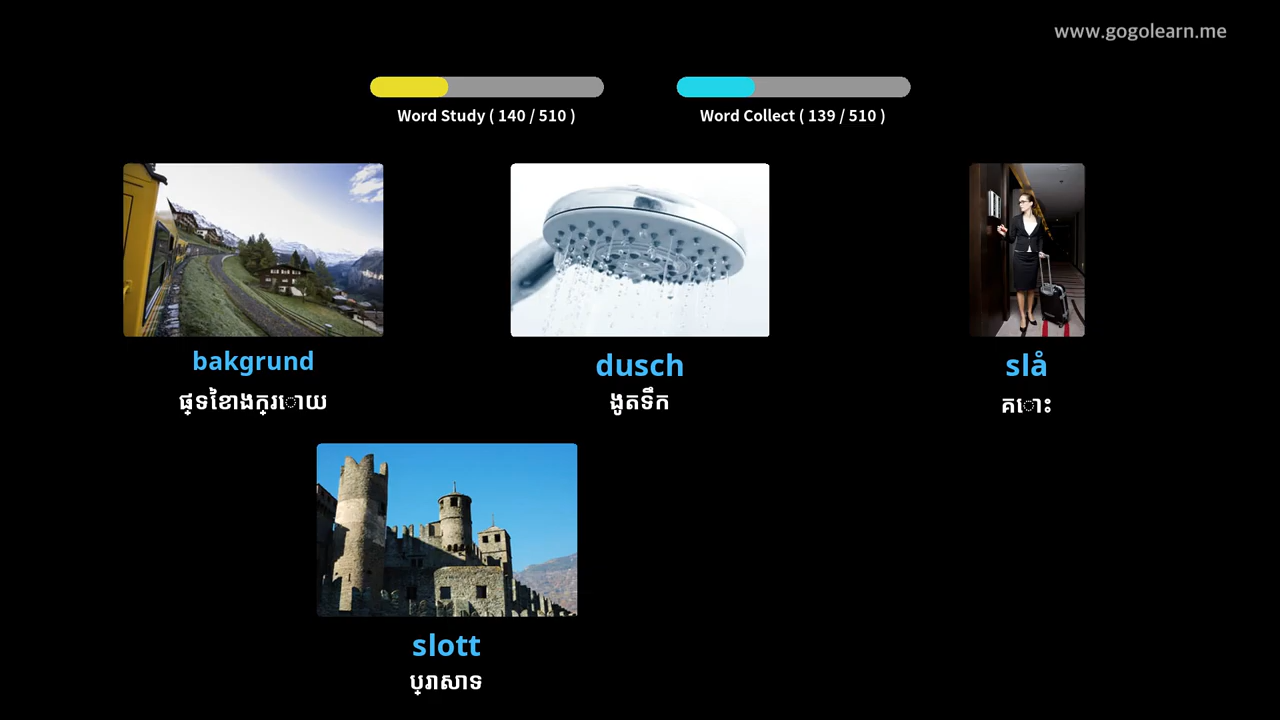 www.gogolearn.me
Word Study ( 140 / 510 )
Word Collect ( 139 / 510 )
bakgrund
ផ្ទៃខាងក្រោយ
dusch
ងូតទឹក
slå
គោះ
slott
ប្រាសាទ